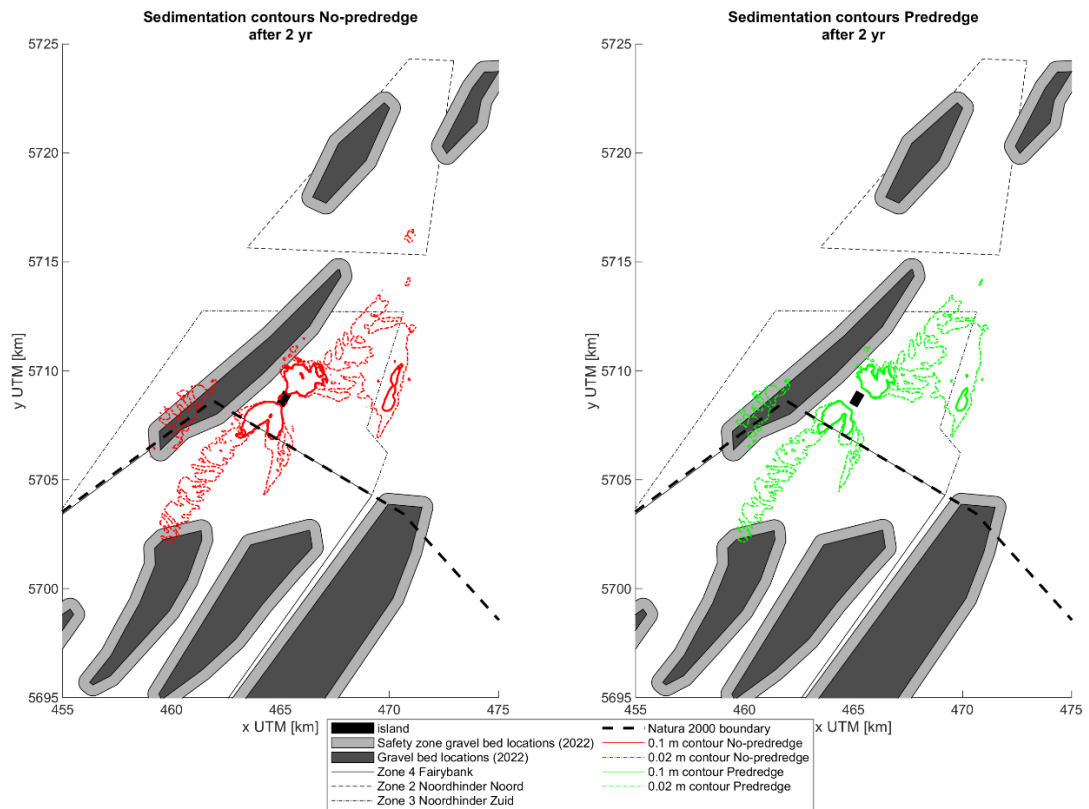 Sedimentation contours No-predredge
after 2 yr
5725
5720
5715
5710
5705
5700
5695
y UTM [km]
455
460
465
470
475
x UTM [km]
Sedimentation contours Predredge
after 2 yr
5725
5720
5715
5710
5705
5700
5695
y UTM [km]
455
460
465
470
475
x UTM [km]
island
Safety zone gravel bed locations (2022)
Gravel bed locations (2022)
Zone 4 Fairybank
Zone 2 Noordhinder Noord
Zone 3 Noordhinder Zuid
Natura 2000 boundary
0.1 m contour No-predredge
0.02 m contour No-predredge
0.1 m contour Predredge
0.02 m contour Predredge